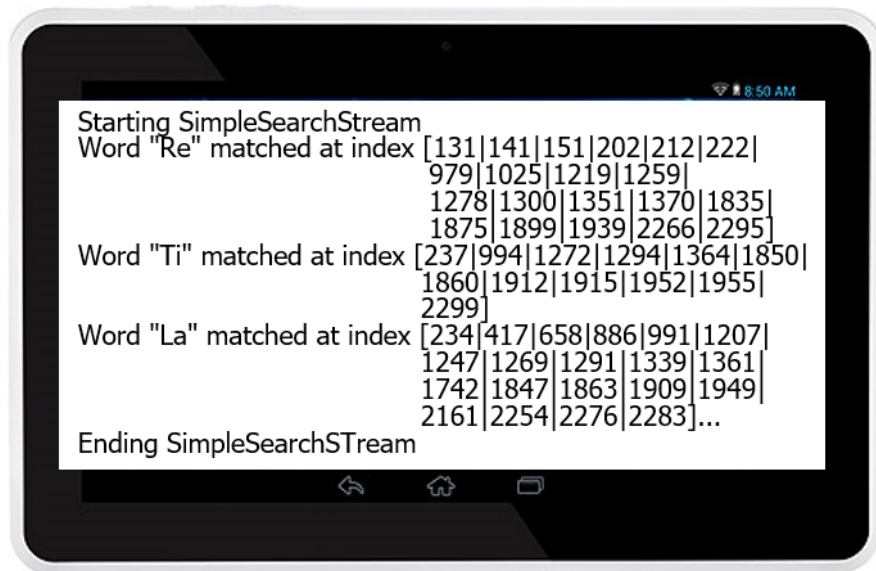 8:50 AM
Starting SimpleSearchStream
Word "Re" matched at index [131|141|151|202|212|222|
979|1025|1219|1259|
1278|1300|1351|1370|1835|
1875|1899|1939|2266|2295]
Word "Ti" matched at index [237|994|1272|1294|1364|1850|
1860|1912|1915|1952|1955|
2299]
Word "La" matched at index [234|417|658|886|991|1207|
1247|1269|1291|1339|1361|
1742|1847|1863|1909|1949|
2161|2254|2276|2283]...
Ending SimpleSearchSTream